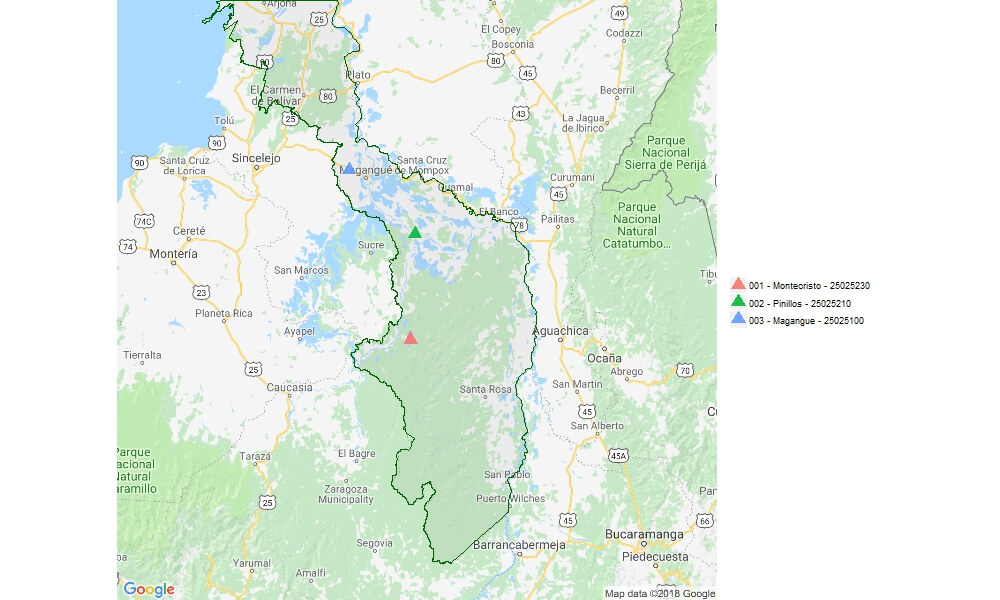 Arjona
25
49
El Copey
Codazzi
Bosconia
80
90
45
Plato
El Carmen
de Bolívar
80
Becerril
43
25
Tolú
La Jagua
de Ibirico
90
Parque
Nacional
Sierra de Perijá
90
Santa Cruz
de Lorica
Sincelejo
Santa Cruz
de Mompox
Magangué
Curumaní
Guamal
45
Parque
Nacional
Natural
Catatumbo...
74C
El Banco
78
Pailitas
Cereté
74
Montería
Sucre
San Marcos
Tibu
23
Planeta Rica
Ayapel
Aguachica
Tierralta
Ocaña
Abrego
25
70
Caucasia
Santa Rosa
San Martin
45
San Alberto
Parque
acional
Natural
aramillo
Tarazá
El Bagre
45A
San Pablo
Zaragoza
Municipality
Puerto Wilches
Pan
25
45
66
Segovia
Barrancabermeja
Bucaramanga
Piedecuesta
Yarumal
Amalfi
Google
Map data ©2018 Google
001 - Montecristo - 25025230
002 - Pinillos - 25025210
003 - Magangue - 25025100